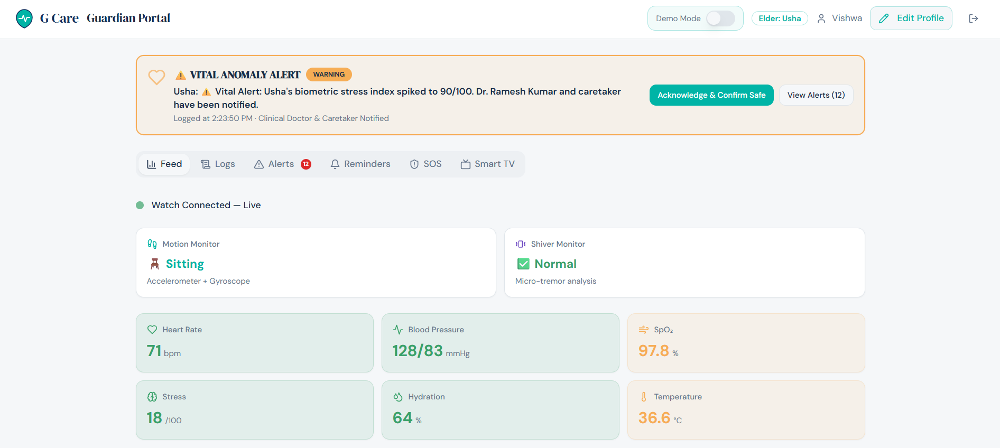 G Care Guardian Portal
Demo Mode
Elder: Usha
Vishwa
Edit Profile
⚠️ VITAL ANOMALY ALERT WARNING
Usha: ⚠️ Vital Alert: Usha's biometric stress index spiked to 90/100. Dr. Ramesh Kumar and caretaker
have been notified.
Logged at 2:23:50 PM · Clinical Doctor & Caretaker Notified
Acknowledge & Confirm Safe
View Alerts (12)
Feed
Logs
Alerts 12
Reminders
SOS
Smart TV
Watch Connected — Live
Motion Monitor
Sitting
Accelerometer + Gyroscope
Shiver Monitor
Normal
Micro-tremor analysis
Heart Rate
71 bpm
Blood Pressure
128/83 mmHg
SpO₂
97.8 %
Stress
18 /100
Hydration
64 %
Temperature
36.6 °C